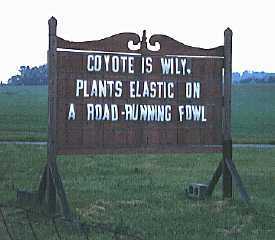 COYOTE IS WILY.
PLANTS ELASTIC ON
A ROAD-RUNNING FOWL